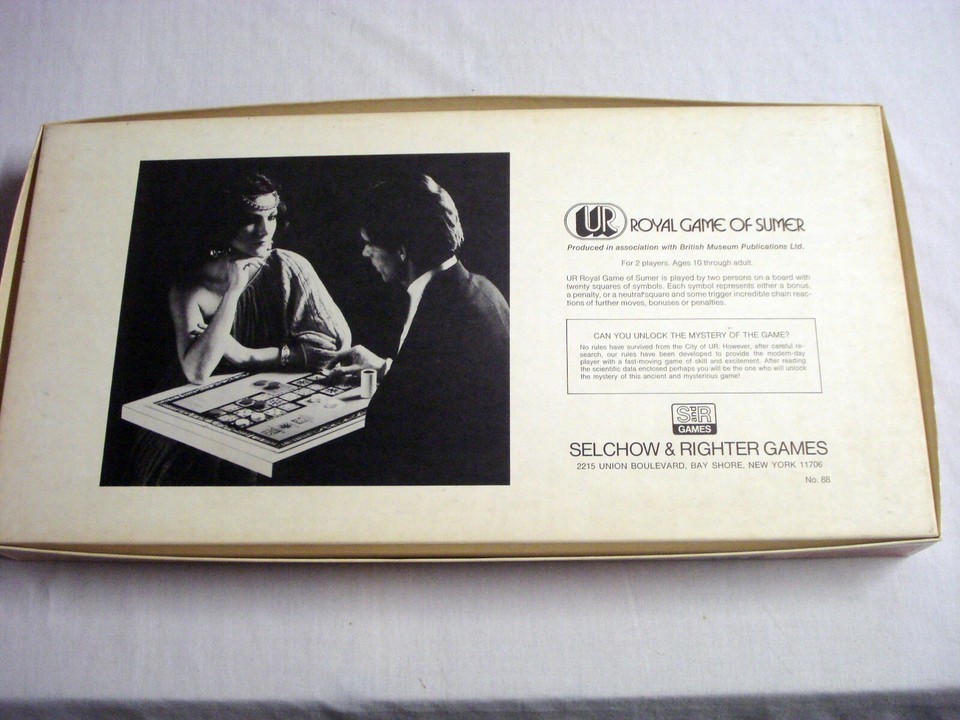 UR ROYAL GAME OF SUMER
Produced in association with British Museum Publications Ltd.
For 2 players. Ages 10 through adult.
UR Royal Game of Sumer is played by two persons on a board with
twenty squares of symbols. Each symbol represents either a bonus,
a penalty, or a neutral square and some trigger incredible chain reac-
tions of further moves, bonuses or penalties.
CAN YOU UNLOCK THE MYSTERY OF THE GAME?
No rules have survived from the City of UR. However, after careful re-
search, our rules have been developed to provide the modern-day
player with a fast-moving game of skill and excitement. After reading
the scientific data enclosed perhaps you will be the one who will unlock
the mystery of this ancient and mysterious game!
S&R
GAMES
SELCHOW & RIGHTER GAMES
2215 UNION BOULEVARD, BAY SHORE, NEW YORK 11706
No. 88